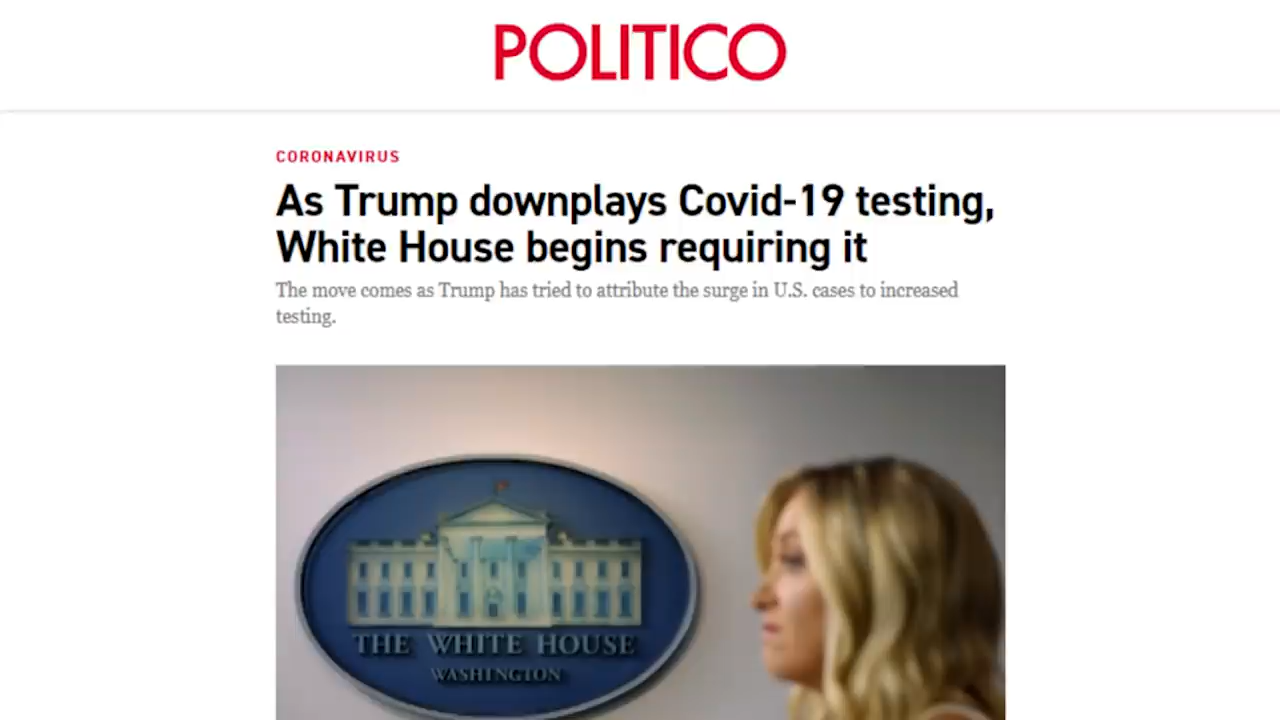 POLITICO
CORONAVIRUS
As Trump downplays Covid-19 testing,
White House begins requiring it
The move comes as Trump has tried to attribute the surge in U.S. cases to increased
testing.
THE WHITE HOUSE
WASHINGTON